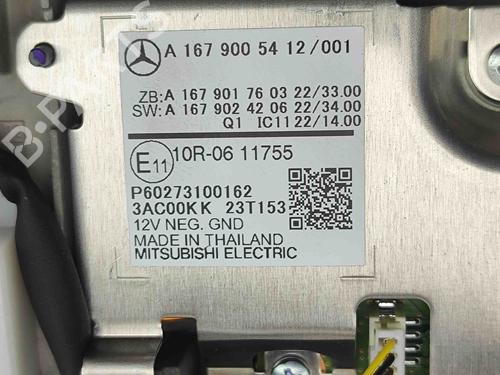 A 167 900 54 12/001
ZB: A 167 901 76 03 22/33.00
SW: A 167 902 42 06 22/34.00
Q1 IC11 22/14.00
E11 10R-06 11755
P60273100162
3AC00KK 23T153
12V NEG. GND
MADE IN THAILAND
MITSUBISHI ELECTRIC